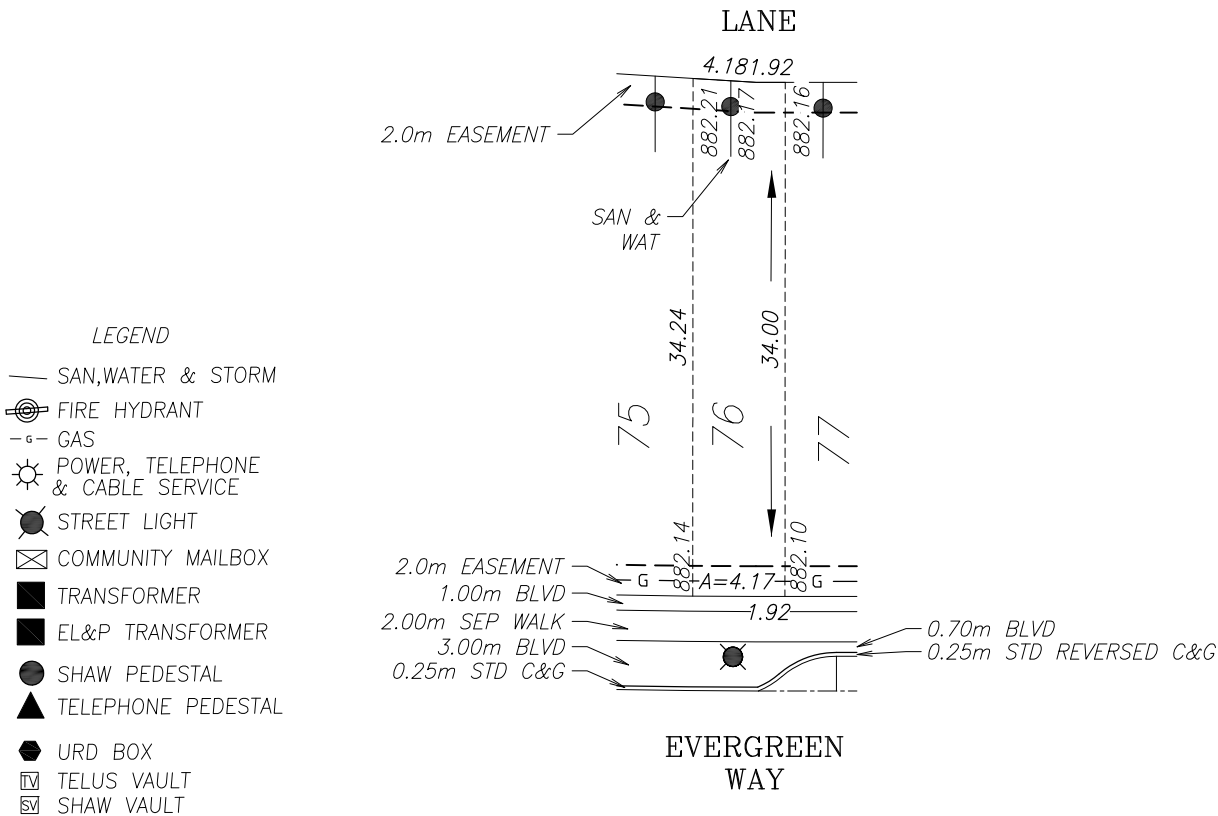 LANE
4.181.92
882.21
882.17
882.16
2.0m EASEMENT
SAN &
WAT
34.24
34.00
75
76
77
LEGEND
SAN,WATER & STORM
FIRE HYDRANT
G GAS
POWER, TELEPHONE
& CABLE SERVICE
STREET LIGHT
COMMUNITY MAILBOX
TRANSFORMER
EL&P TRANSFORMER
SHAW PEDESTAL
TELEPHONE PEDESTAL
URD BOX
TV TELUS VAULT
SV SHAW VAULT
882.14
882.10
2.0m EASEMENT
G A=4.17 G
1.00m BLVD
1.92
2.00m SEP WALK
3.00m BLVD
0.25m STD C&G
0.70m BLVD
0.25m STD REVERSED C&G
EVERGREEN
WAY